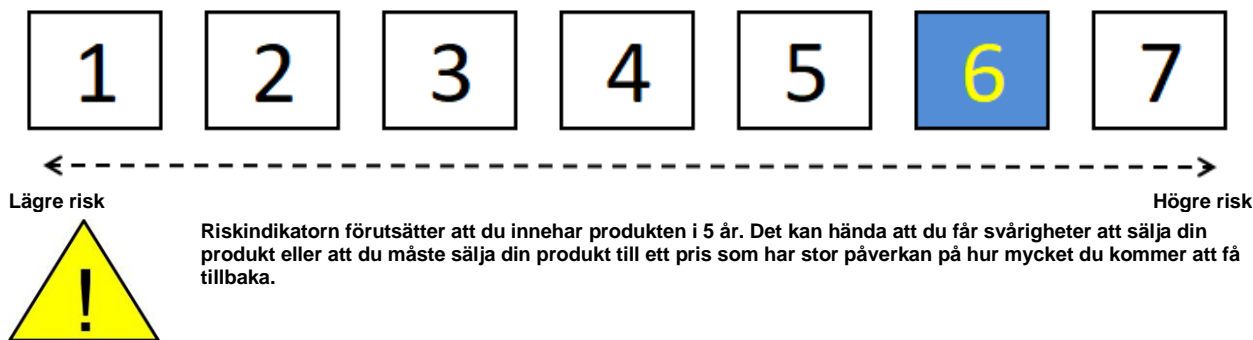 1 2 3 4 5 6 7
Lägre risk Högre risk
!
Riskindikatorn förutsätter att du innehar produkten i 5 år. Det kan hända att du får svårigheter att sälja din
produkt eller att du måste sälja din produkt till ett pris som har stor påverkan på hur mycket du kommer att få
tillbaka.